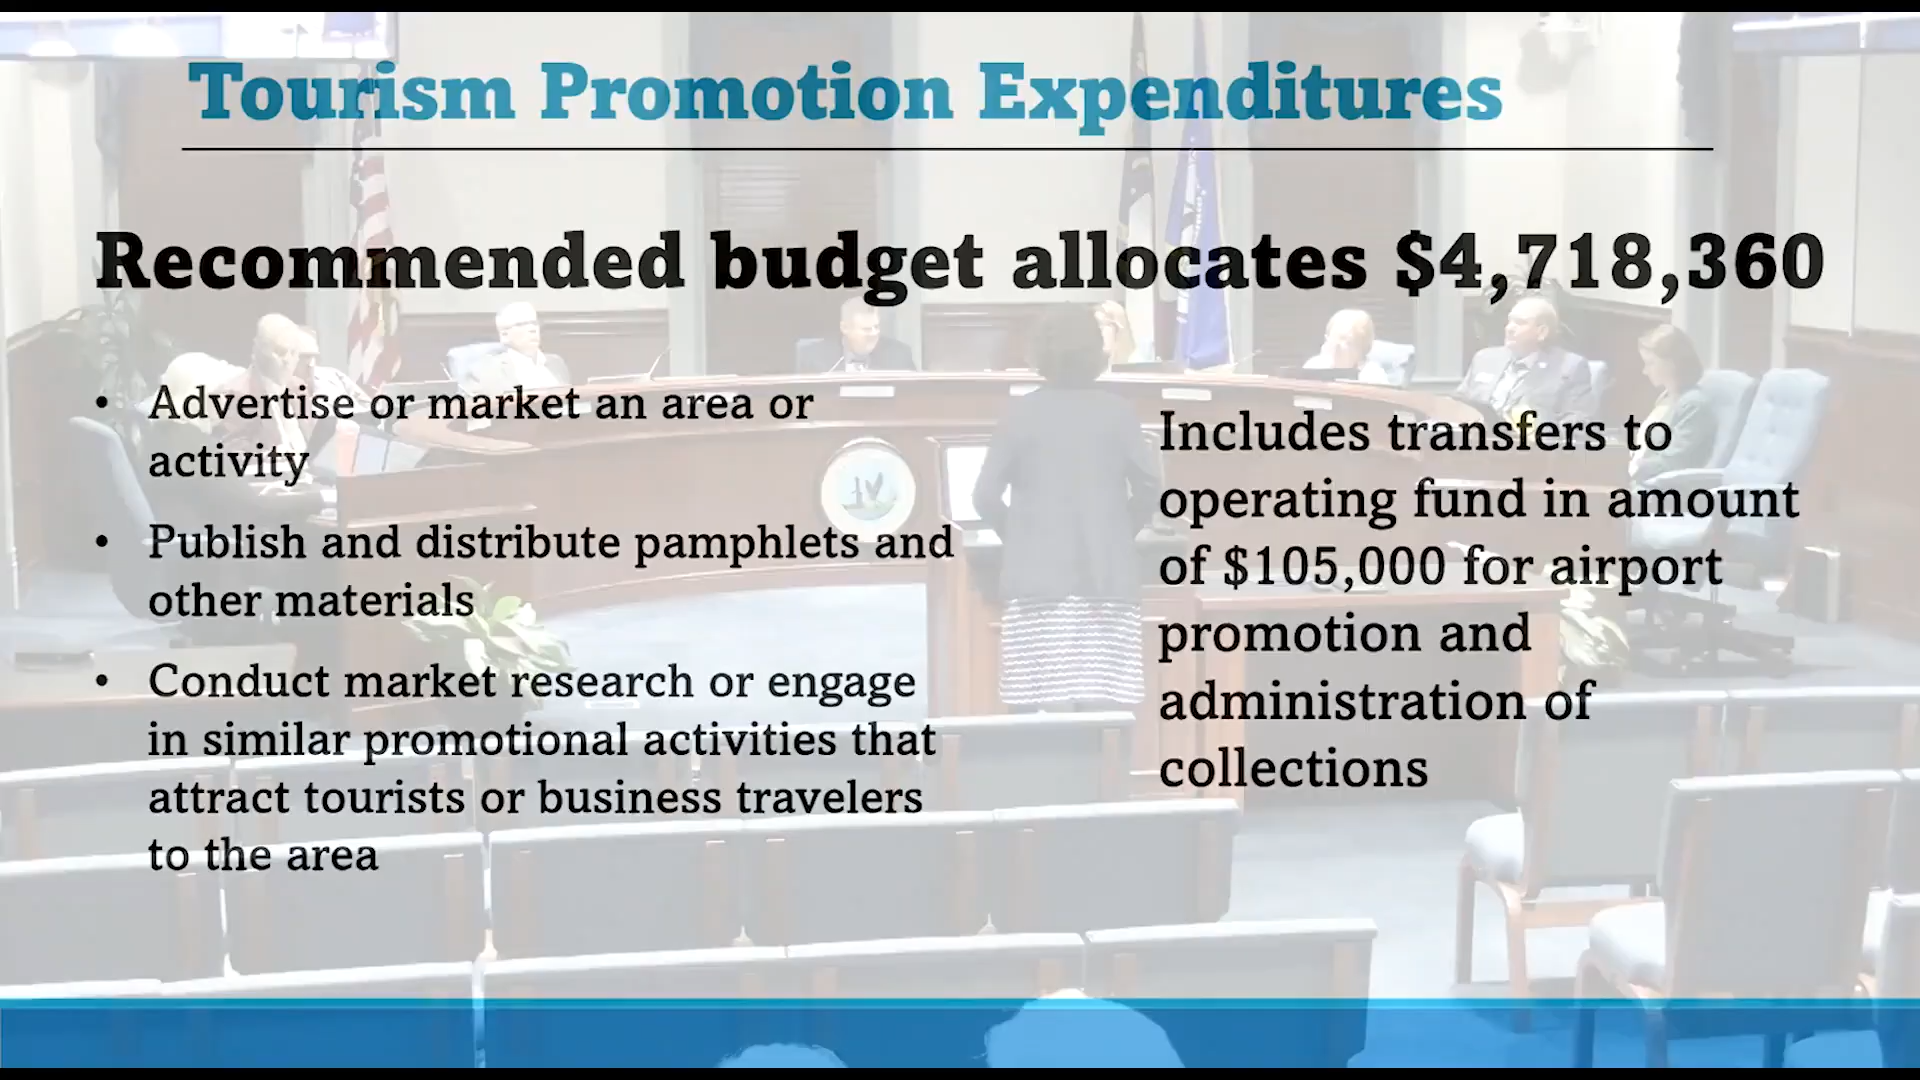 Tourism Promotion Expenditures
Recommended budget allocates $4,718,360
• Advertise or market an area or
activity
• Publish and distribute pamphlets and
other materials
• Conduct market research or engage
in similar promotional activities that
attract tourists or business travelers
to the area
Includes transfers to
operating fund in amount
of $105,000 for airport
promotion and
administration of
collections